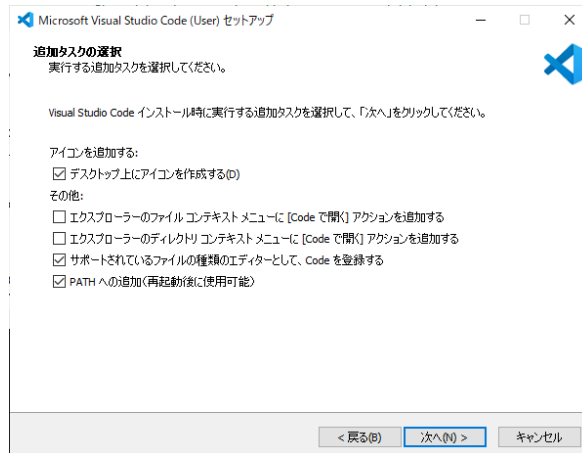 Microsoft Visual Studio Code (User) セットアップ
追加タスクの選択
実行する追加タスクを選択してください。
Visual Studio Code インストール時に実行する追加タスクを選択して、「次へ」をクリックしてください。
アイコンを追加する:
デスクトップ上にアイコンを作成する(D)
その他:
エクスプローラーのファイル コンテキスト メニューに [Code で開く] アクションを追加する
エクスプローラーのディレクトリ コンテキスト メニューに [Code で開く] アクションを追加する
サポートされているファイルの種類のエディターとして、Code を登録する
PATH への追加(再起動後に使用可能)
< 戻る(B) 次へ(N) > キャンセル